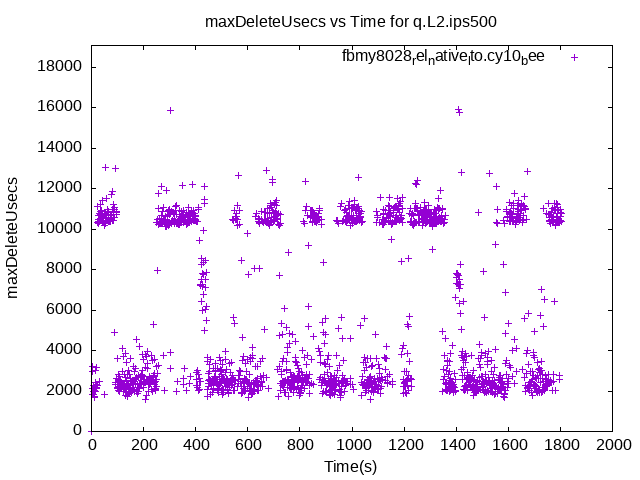 maxDeleteUsecs vs Time for q.L2.ips500
fbmy8028relnativelto.cy10bee
18000
16000
14000
12000
10000
8000
6000
4000
2000
0
maxDeleteUsecs
0 200 400 600 800 1000 1200 1400 1600 1800 2000
Time(s)